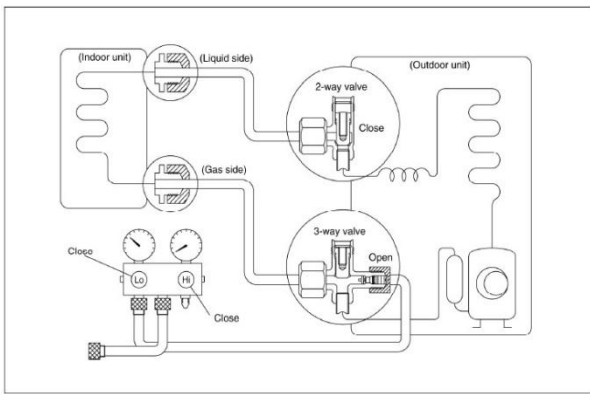 (Indoor unit)
(Liquid side)
(Outdoor unit)
2-way valve
Close
(Gas side)
3-way valve
Open
Close
Lo
Hi
Close